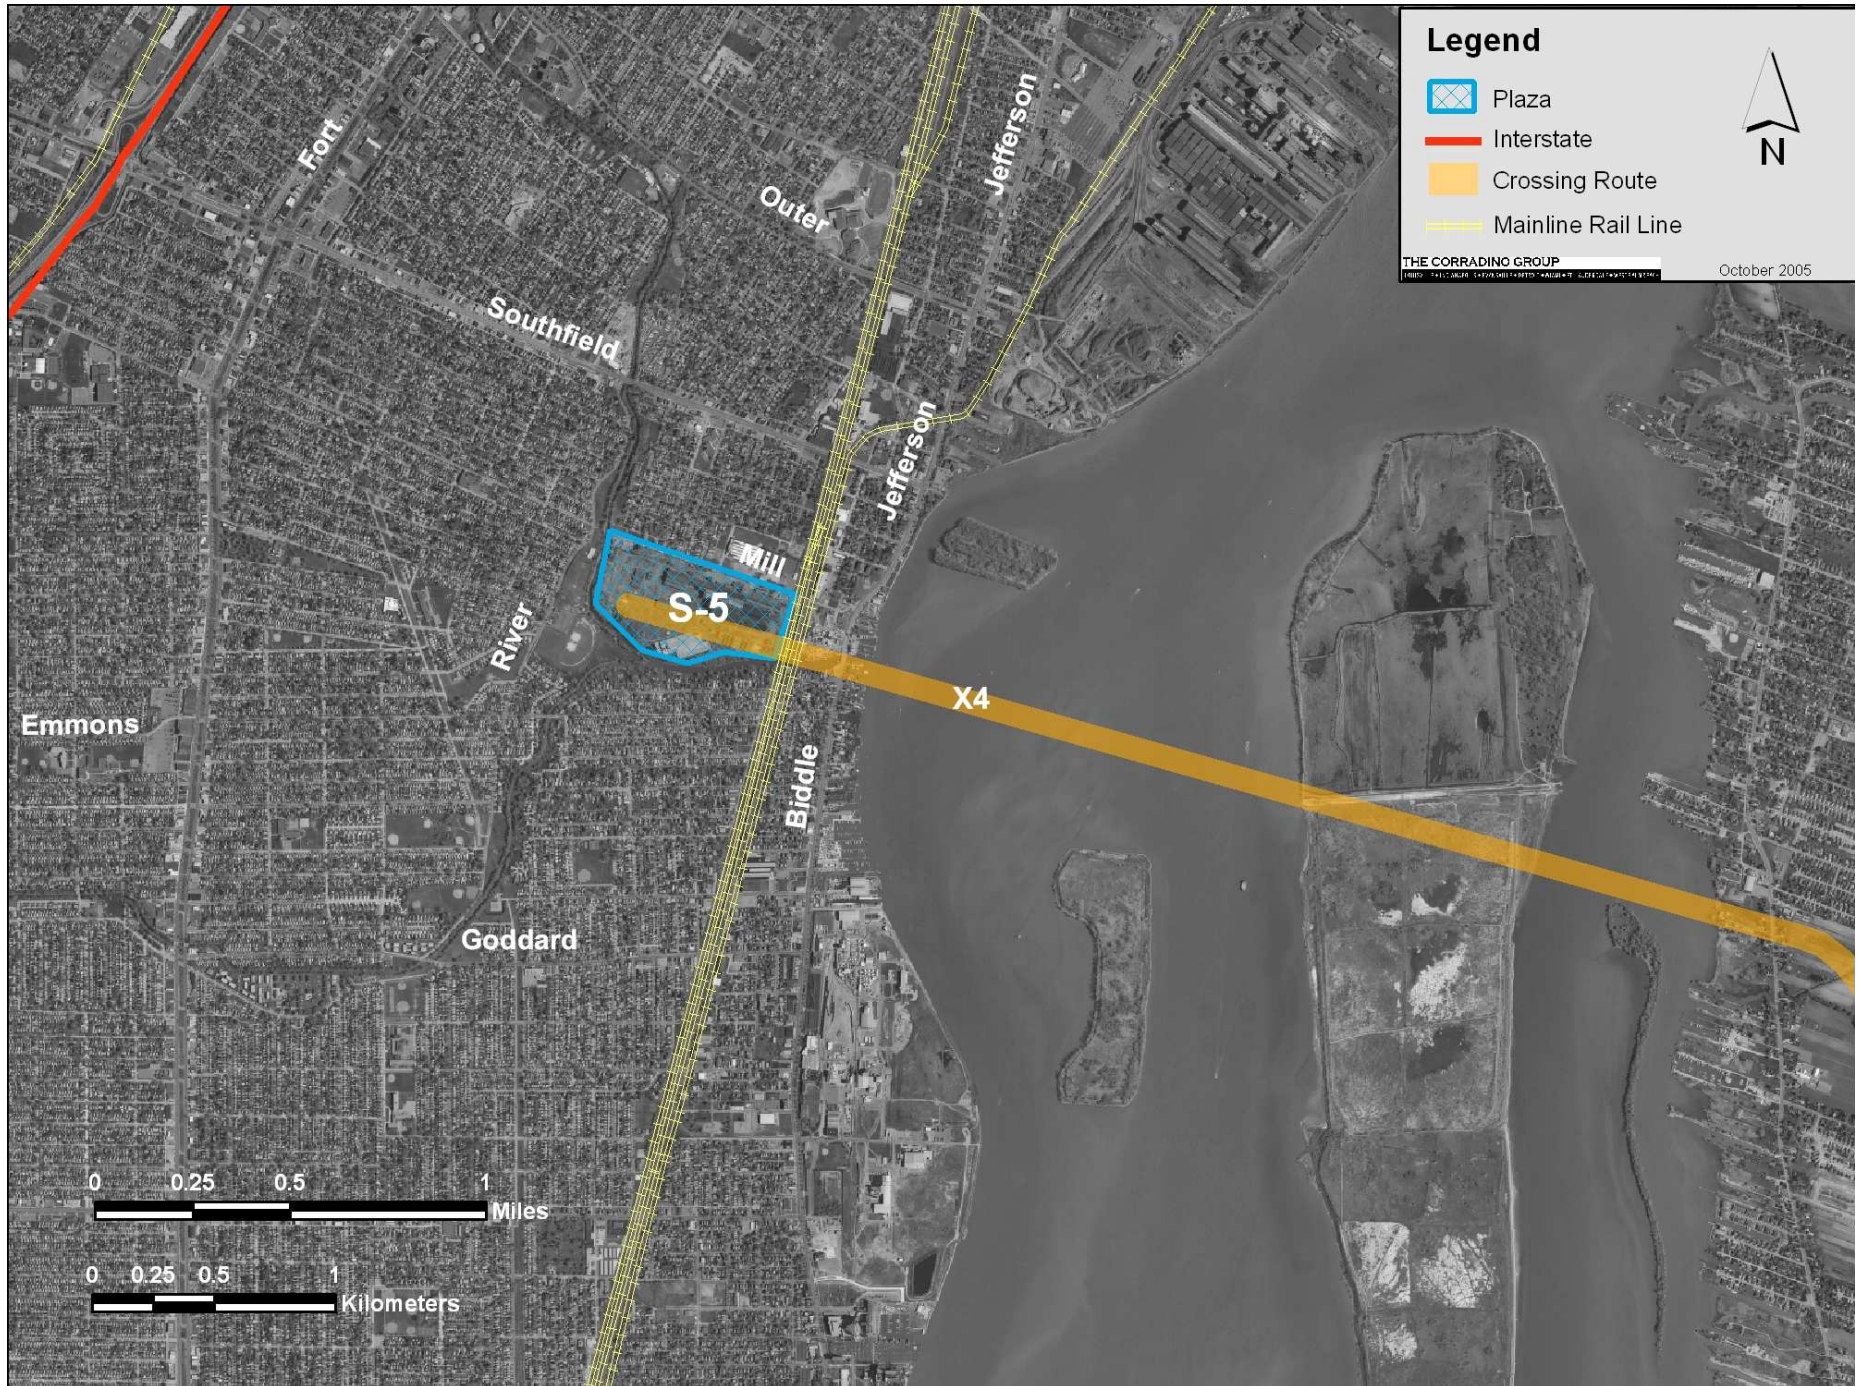 Legend
Plaza
Interstate
Crossing Route
Mainline Rail Line
N
THE CORRADINO GROUP
October 2005
Fort
Jefferson
Outer
Southfield
Jefferson
Mill
S-5
River
X4
Emmons
Biddle
Goddard
0 0.25 0.5 1
Miles
0 0.25 0.5 1
Kilometers